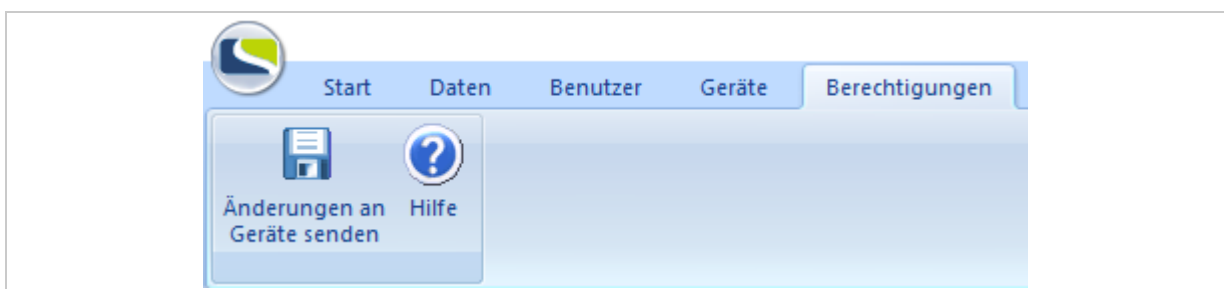 Start Daten Benutzer Geräte Berechtigungen
Änderungen an Hilfe
Geräte senden